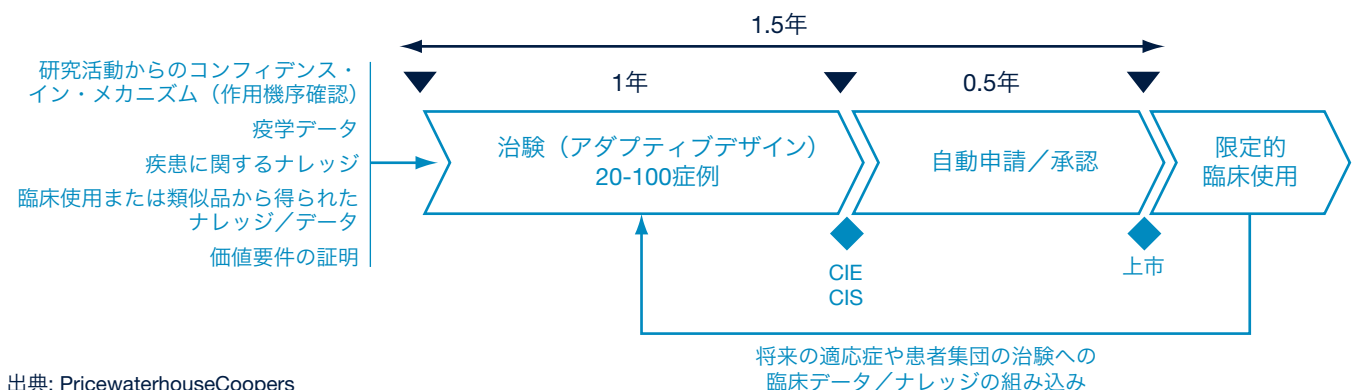 1.5年
研究活動からのコンフィデンス・
イン・メカニズム（作用機序確認）
疫学データ
疾患に関するナレッジ
臨床使用または類似品から得られた
ナレッジ／データ
価値要件の証明
1年
0.5年
治験（アダプティブデザイン）
20-100症例
自動申請／承認
限定的
臨床使用
CIE
CIS
上市
将来の適応症や患者集団の治験への
臨床データ／ナレッジの組み込み
出典: PricewaterhouseCoopers